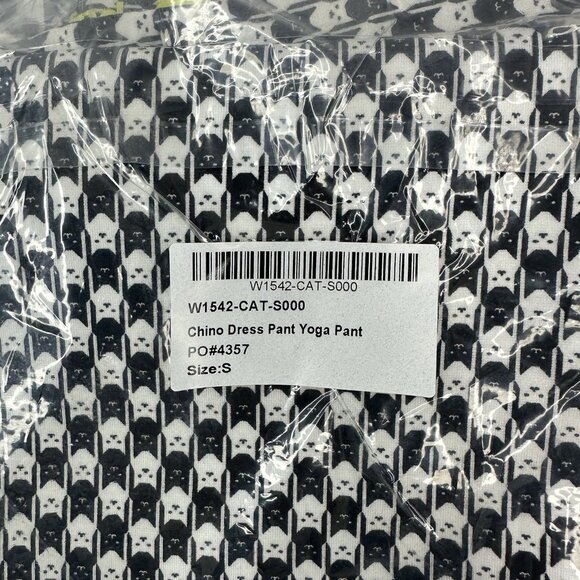 W1542-CAT-S000
W1542-CAT-S000
Chino Dress Pant Yoga Pant
PO#4357
Size:S